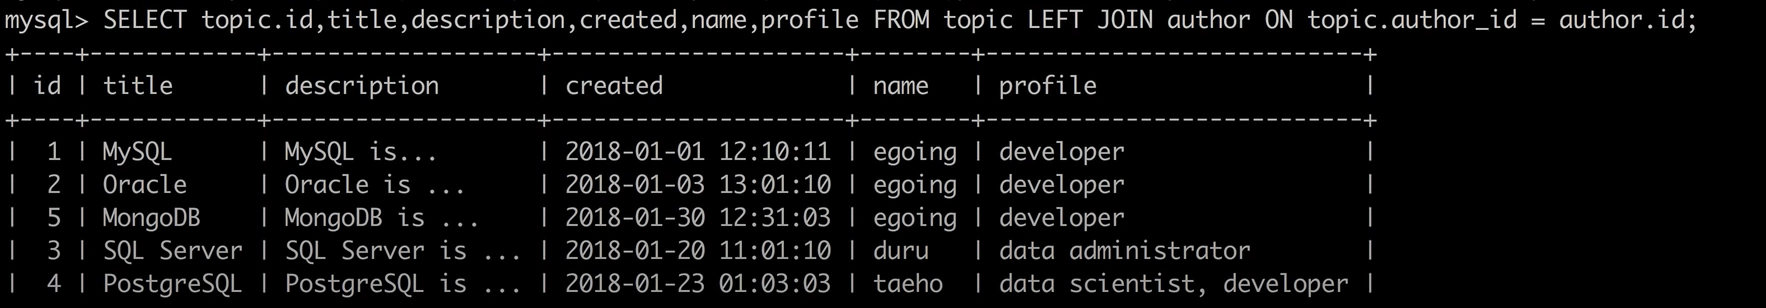 mysql> SELECT topic.id,title,description,created,name,profile FROM topic LEFT JOIN author ON topic.author_id = author.id;
+----+------------+-------------------+---------------------+--------+---------------------------+
| id | title      | description       | created             | name   | profile                   |
+----+------------+-------------------+---------------------+--------+---------------------------+
|  1 | MySQL      | MySQL is...       | 2018-01-01 12:10:11 | egoing | developer                 |
|  2 | Oracle     | Oracle is ...     | 2018-01-03 13:01:10 | egoing | developer                 |
|  5 | MongoDB    | MongoDB is ...    | 2018-01-30 12:31:03 | egoing | developer                 |
|  3 | SQL Server | SQL Server is ... | 2018-01-20 11:01:10 | duru   | data administrator        |
|  4 | PostgreSQL | PostgreSQL is ... | 2018-01-23 01:03:03 | taeho  | data scientist, developer |